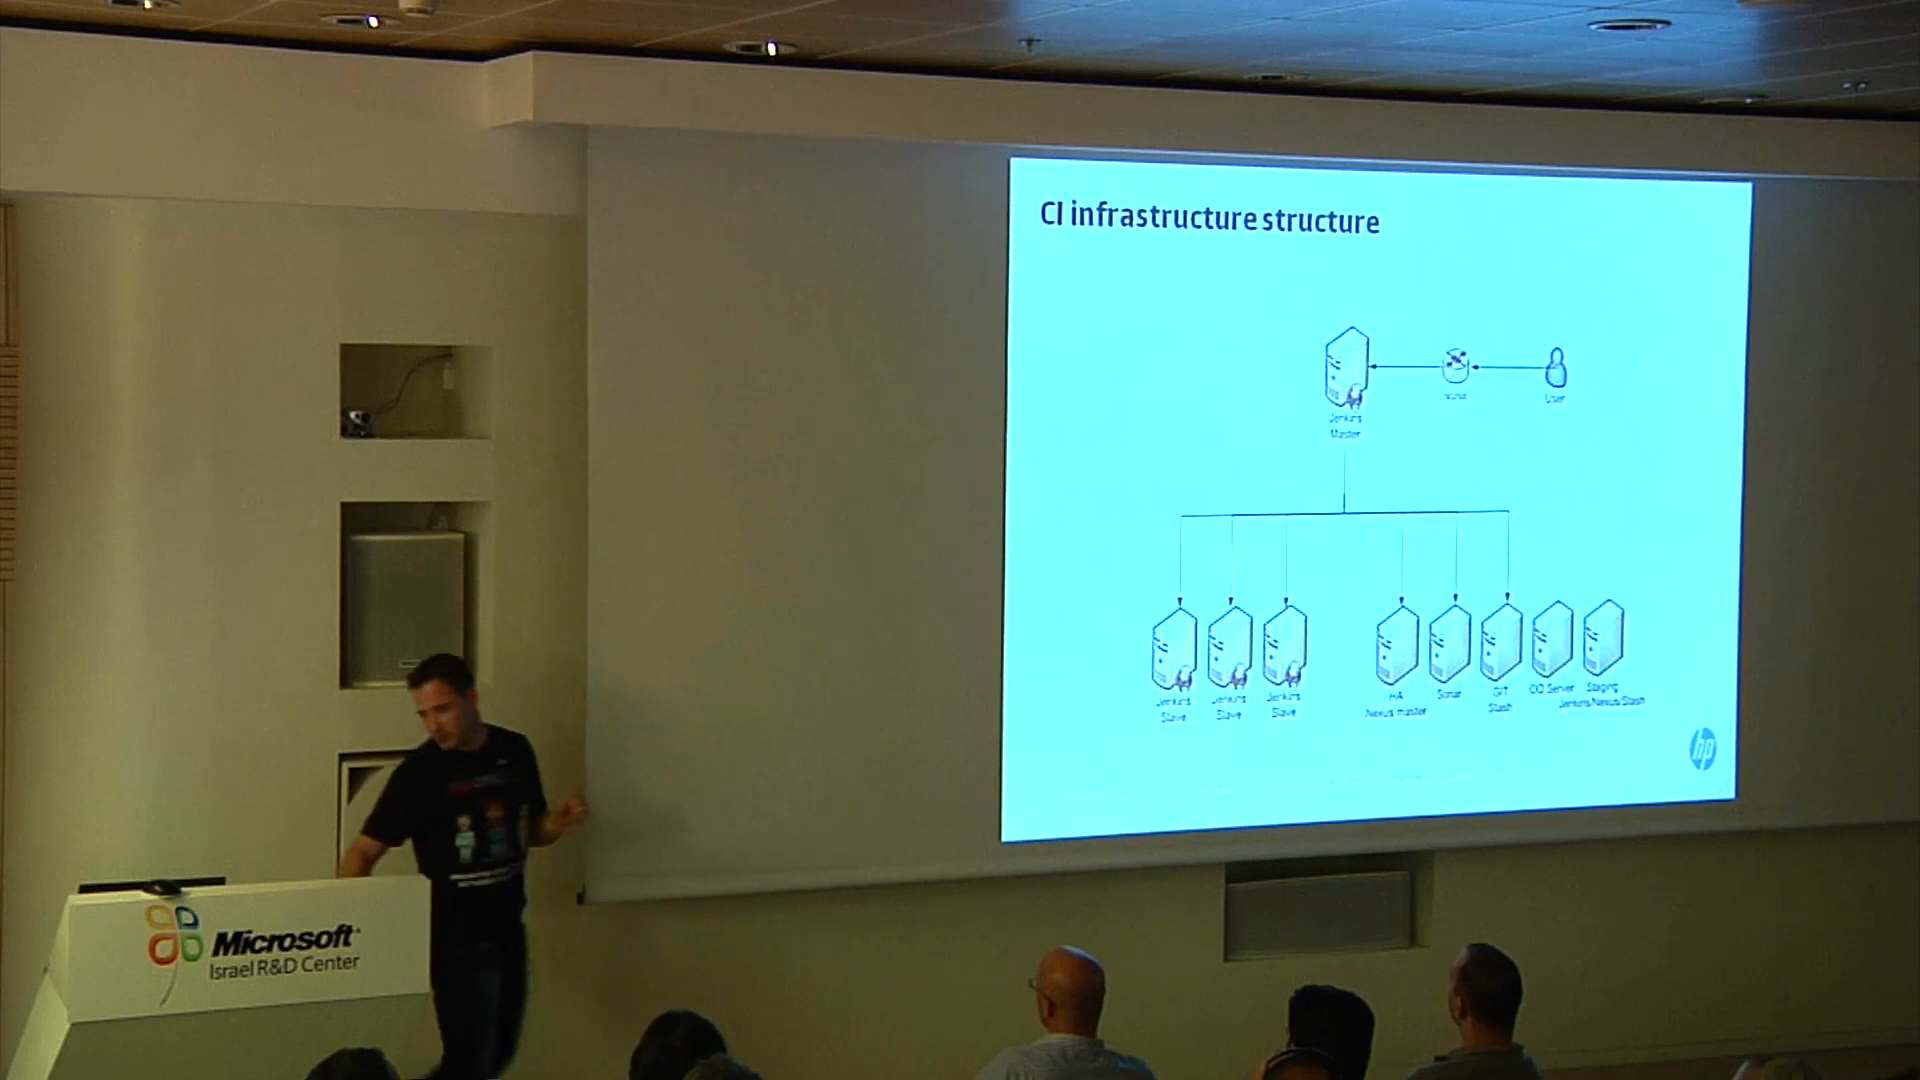 CI infrastructure structure
Jenkins
Master
User
Jenkins
Slave
Jenkins
Slave
Jenkins
Slave
HA
Nexus master
Sonar
GIT
Stash
OO Server
Staging
Jenkins/Nexus/Stash
hp
Microsoft
Israel R&D Center